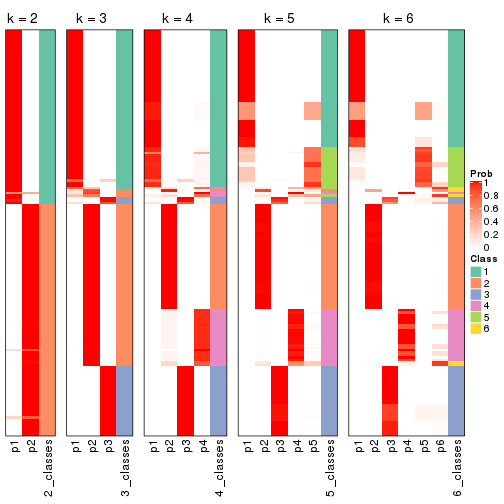 k = 2
k = 3
k = 4
k = 5
k = 6
Prob
1
0.8
0.6
0.4
0.2
0
Class
1
2
3
4
5
6
p1
p2
2_classes
p1
p2
p3
3_classes
p1
p2
p3
p4
4_classes
p1
p2
p3
p4
p5
5_classes
p1
p2
p3
p4
p5
p6
6_classes